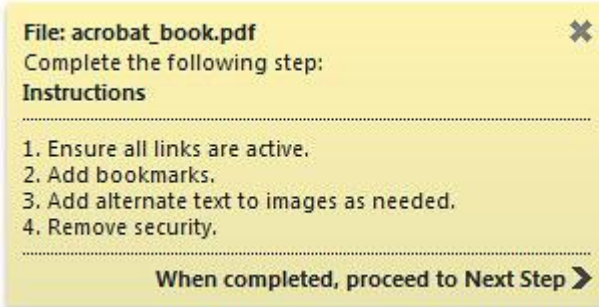 File: acrobat_book.pdf
Complete the following step:
Instructions
1. Ensure all links are active.
2. Add bookmarks.
3. Add alternate text to images as needed.
4. Remove security.
When completed, proceed to Next Step